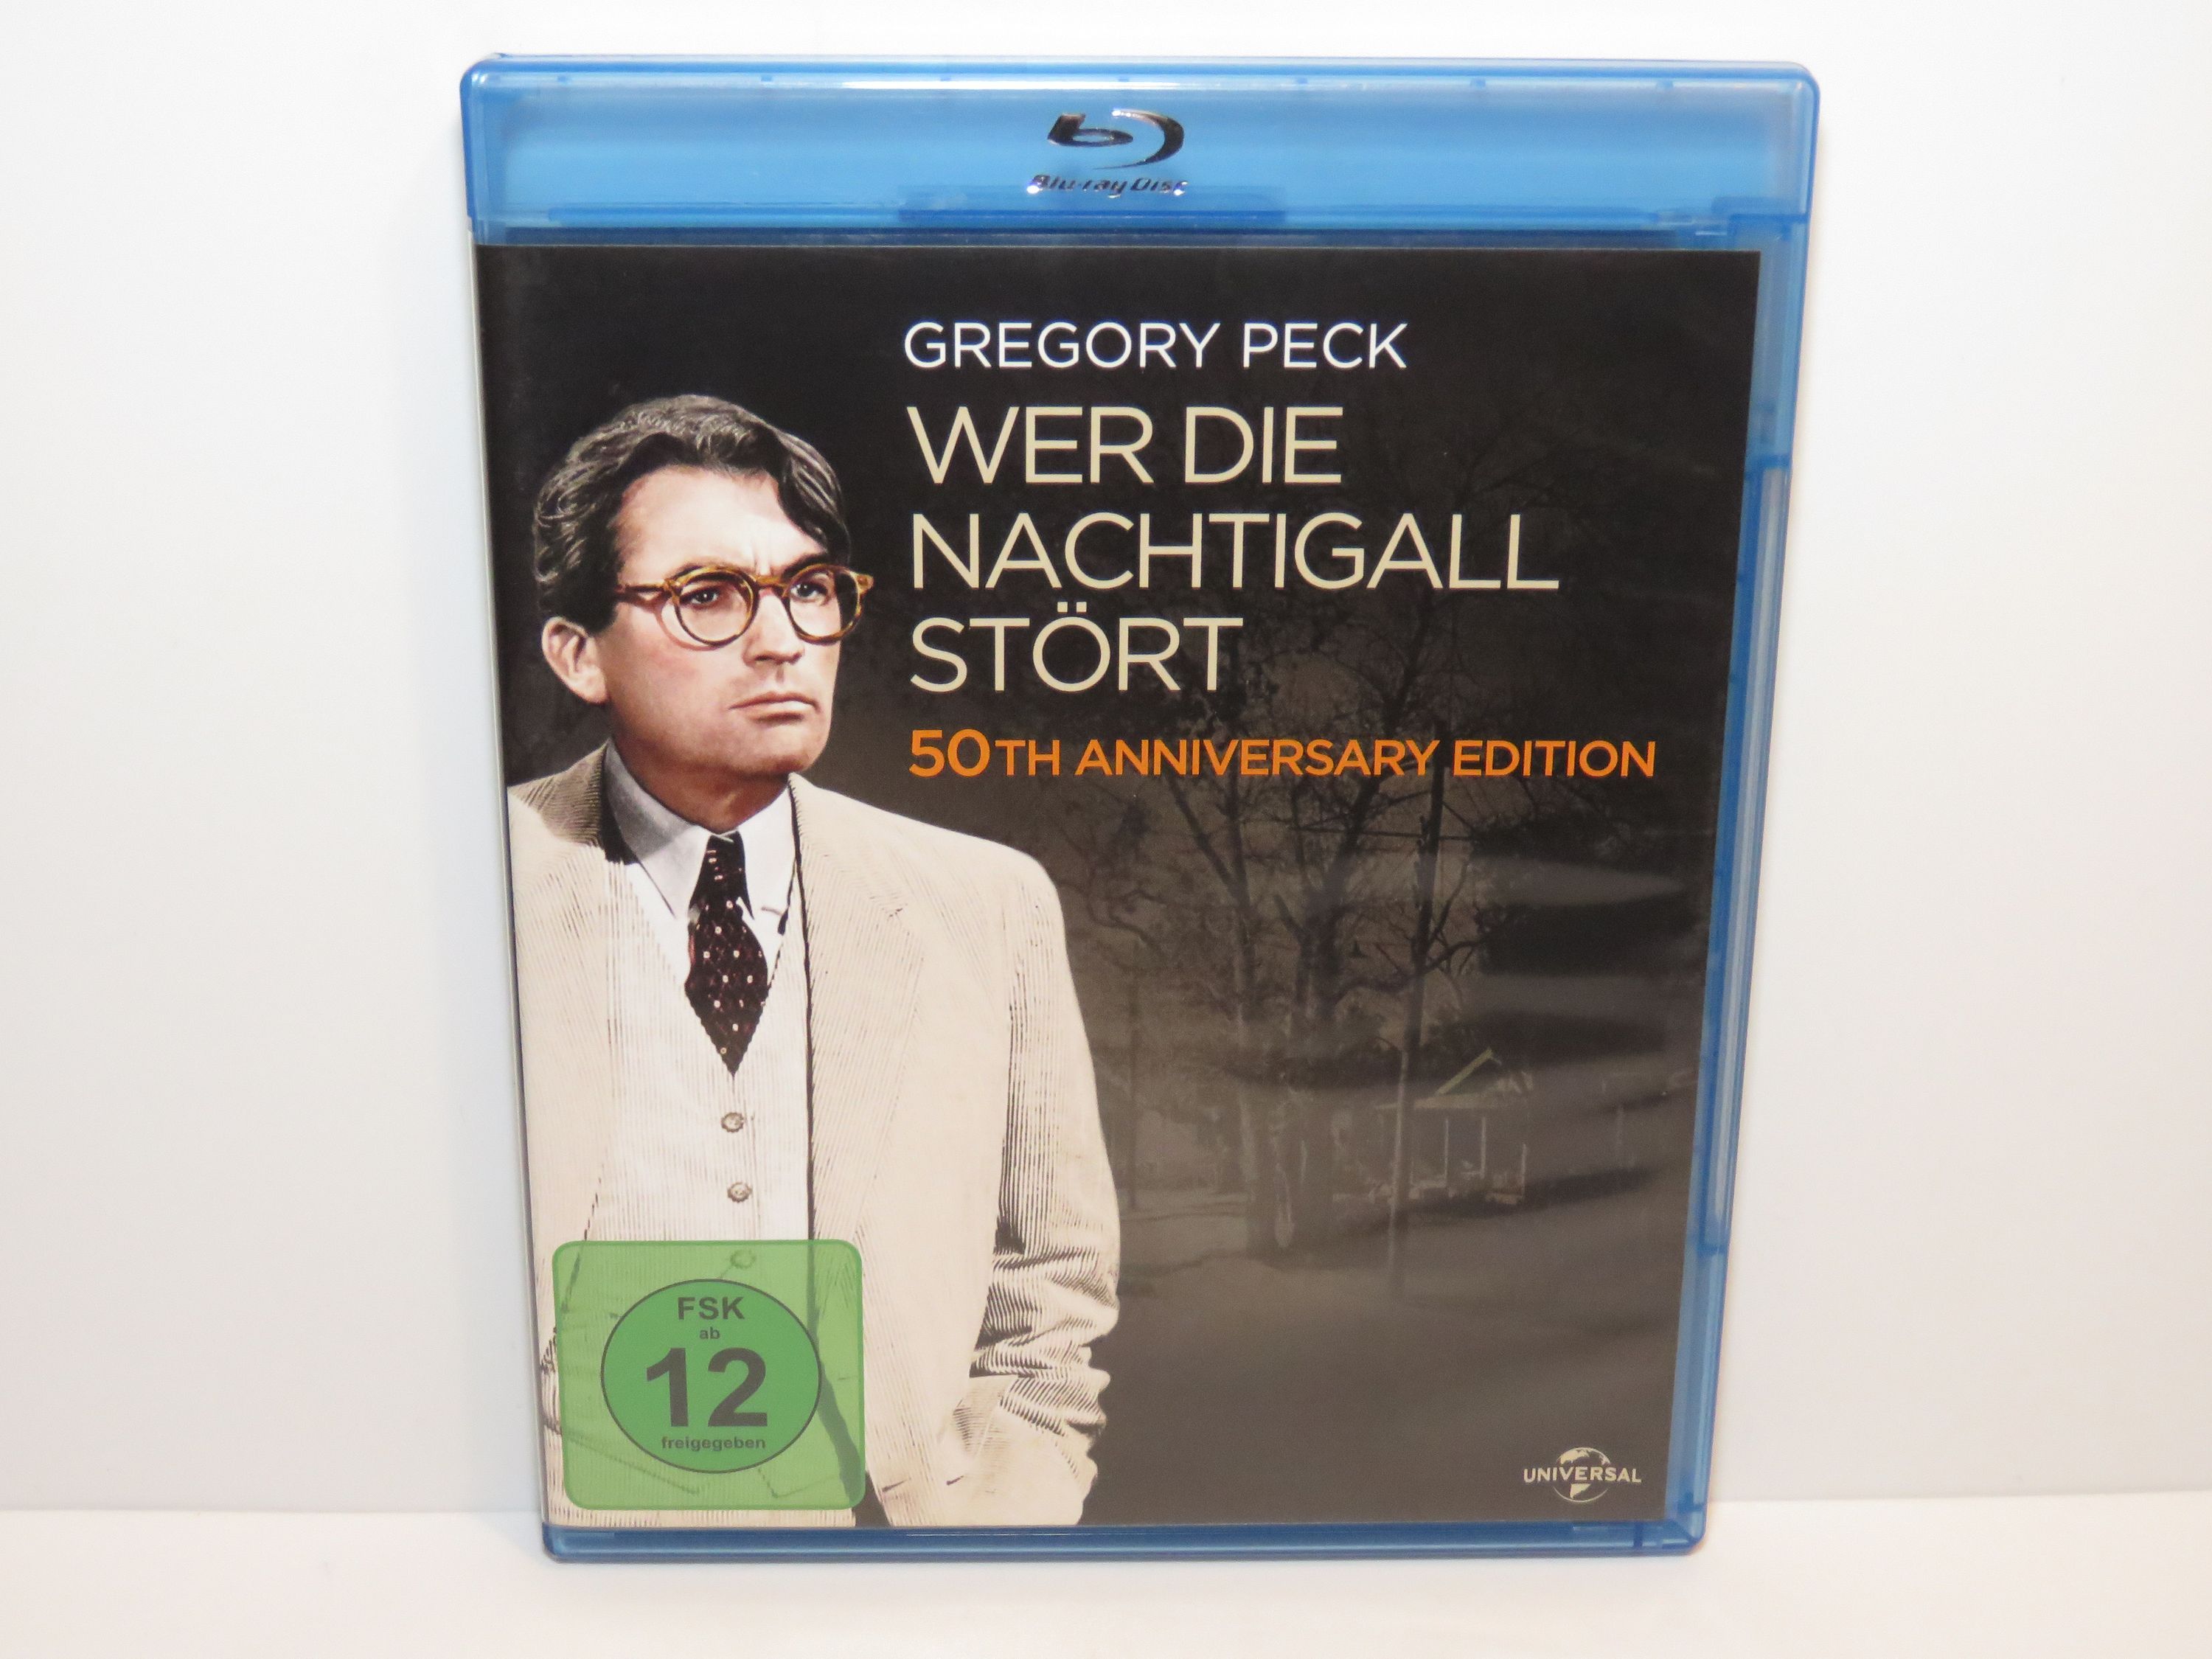 Blu-ray Disc
GREGORY PECK
WER DIE
NACHTIGALL
STÖRT
50TH ANNIVERSARY EDITION
FSK
ab
12
freigegeben
UNIVERSAL